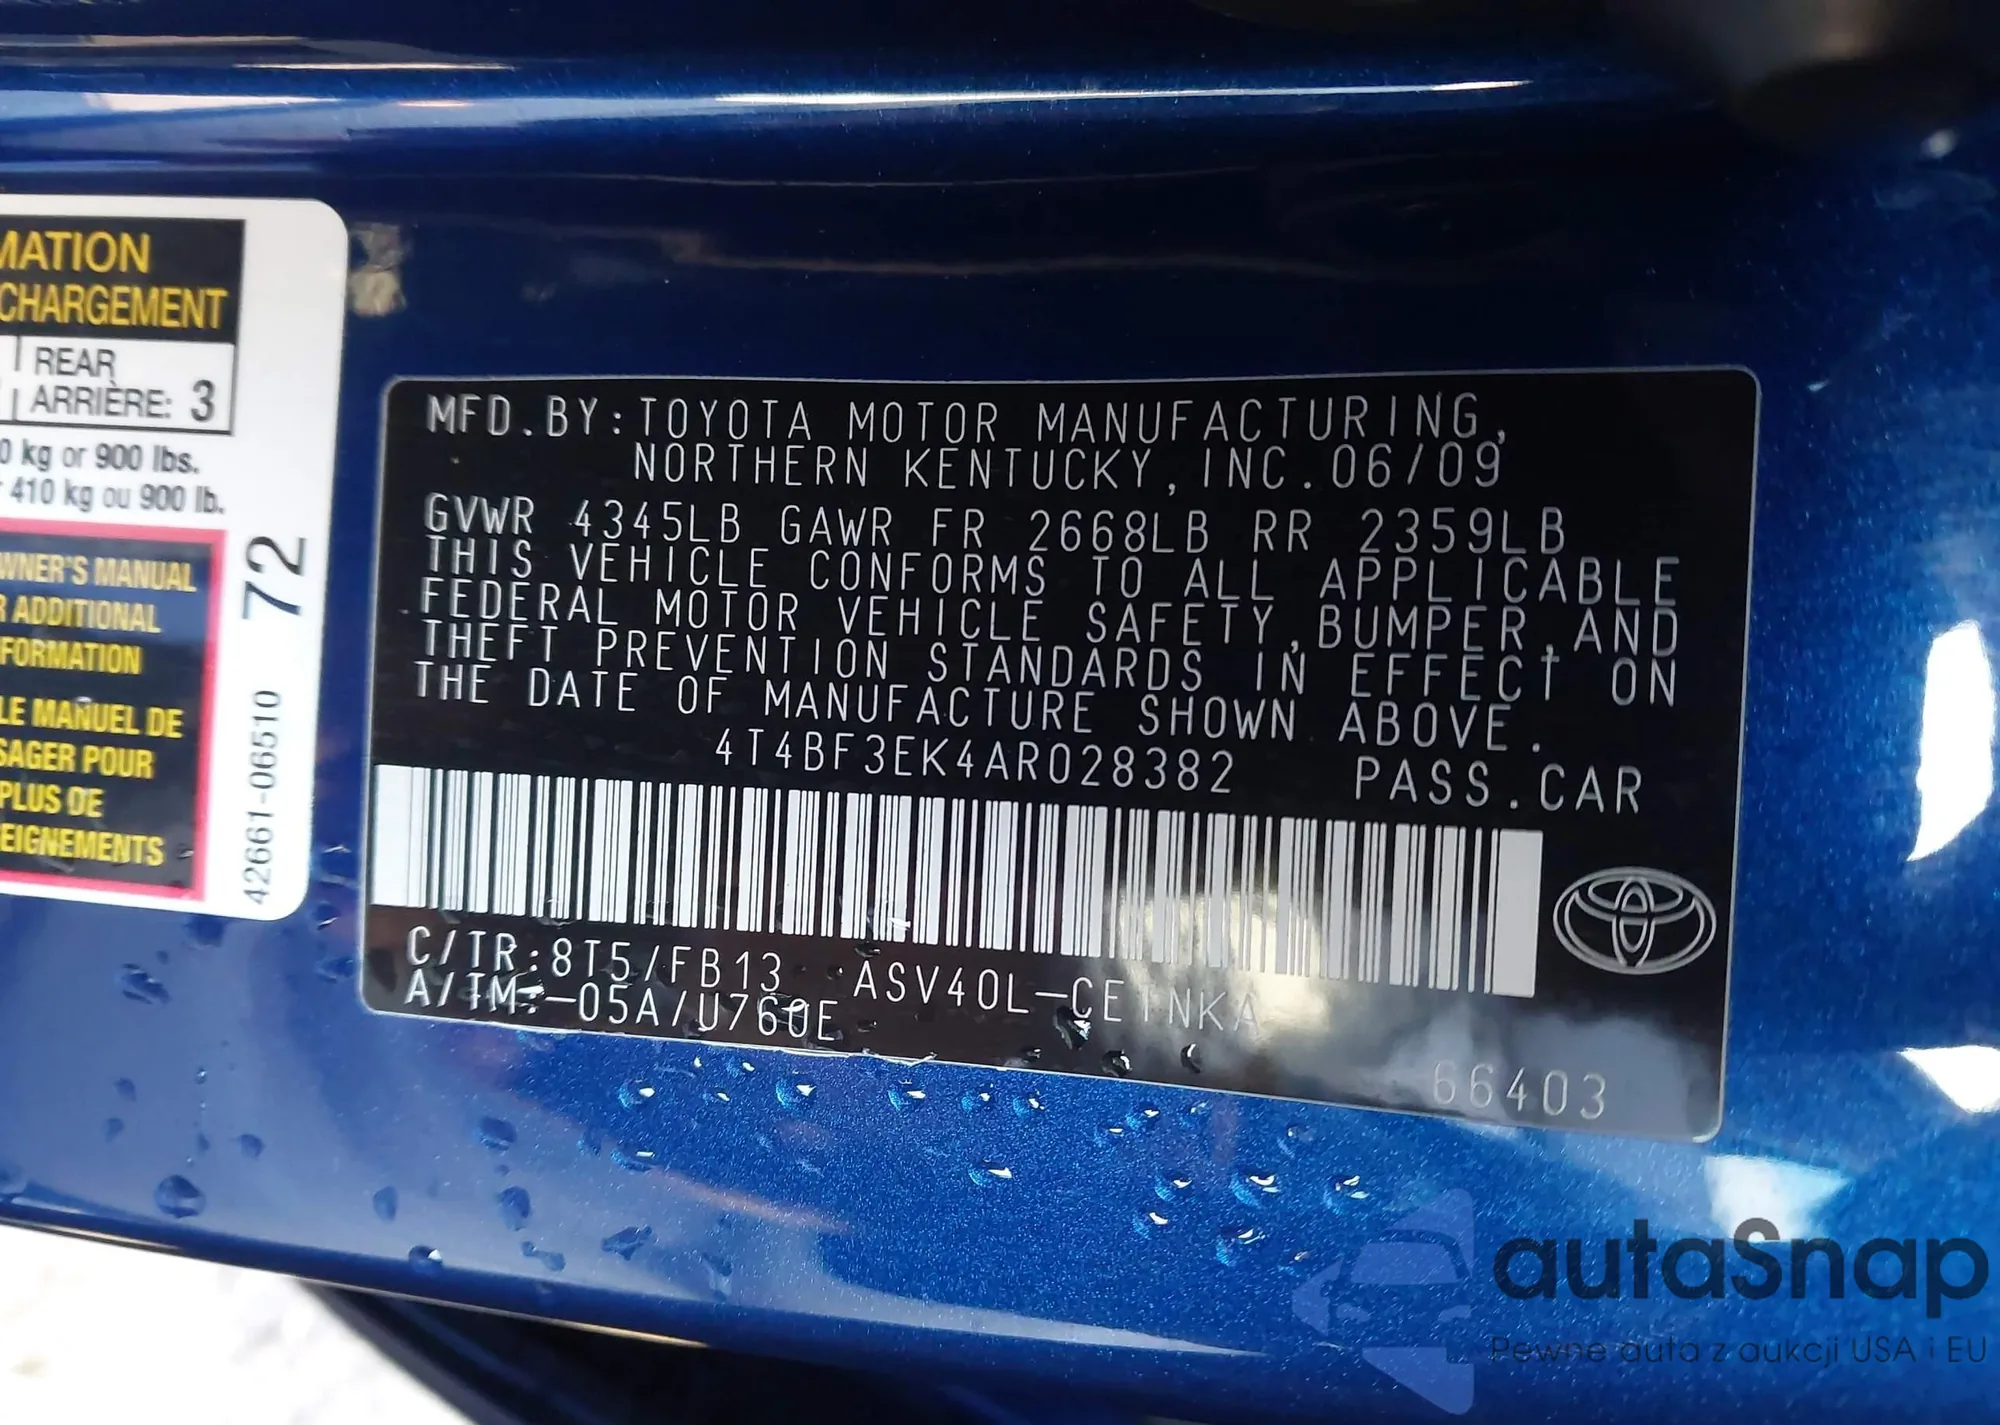 MATION
CHARGEMENT
REAR
ARRIÈRE: 3
0 kg or 900 lbs.
410 kg ou 900 lb.
WNER'S MANUAL
R ADDITIONAL
FORMATION
LE MANUEL DE
SAGER POUR
PLUS DE
EIGNEMENTS
42661-06510 72
MFD.BY:TOYOTA MOTOR MANUFACTURING,
NORTHERN KENTUCKY,INC.06/09
GVWR 4345LB GAWR FR 2668LB RR 2359LB
THIS VEHICLE CONFORMS TO ALL APPLICABLE
FEDERAL MOTOR VEHICLE SAFETY,BUMPER,AND
THEFT PREVENTION STANDARDS IN EFFECT ON
THE DATE OF MANUFACTURE SHOWN ABOVE.
4T4BF3EK4AR028382 PASS.CAR
C/TR:8T5/FB13 ASV40L-CETNKA
A/TM:-05A/U760E
66403
autaSnap
Pewne auta z aukcji USA i EU